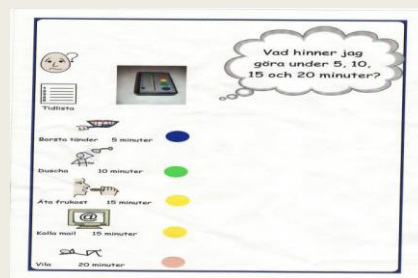 Vad hinner jag
göra under 5, 10,
15 och 20 minuter?
Tidlista
Borsta tänder 5 minuter
Duscha 10 minuter
Äta frukost 15 minuter
@
Kolla mail 15 minuter
Vila 20 minuter